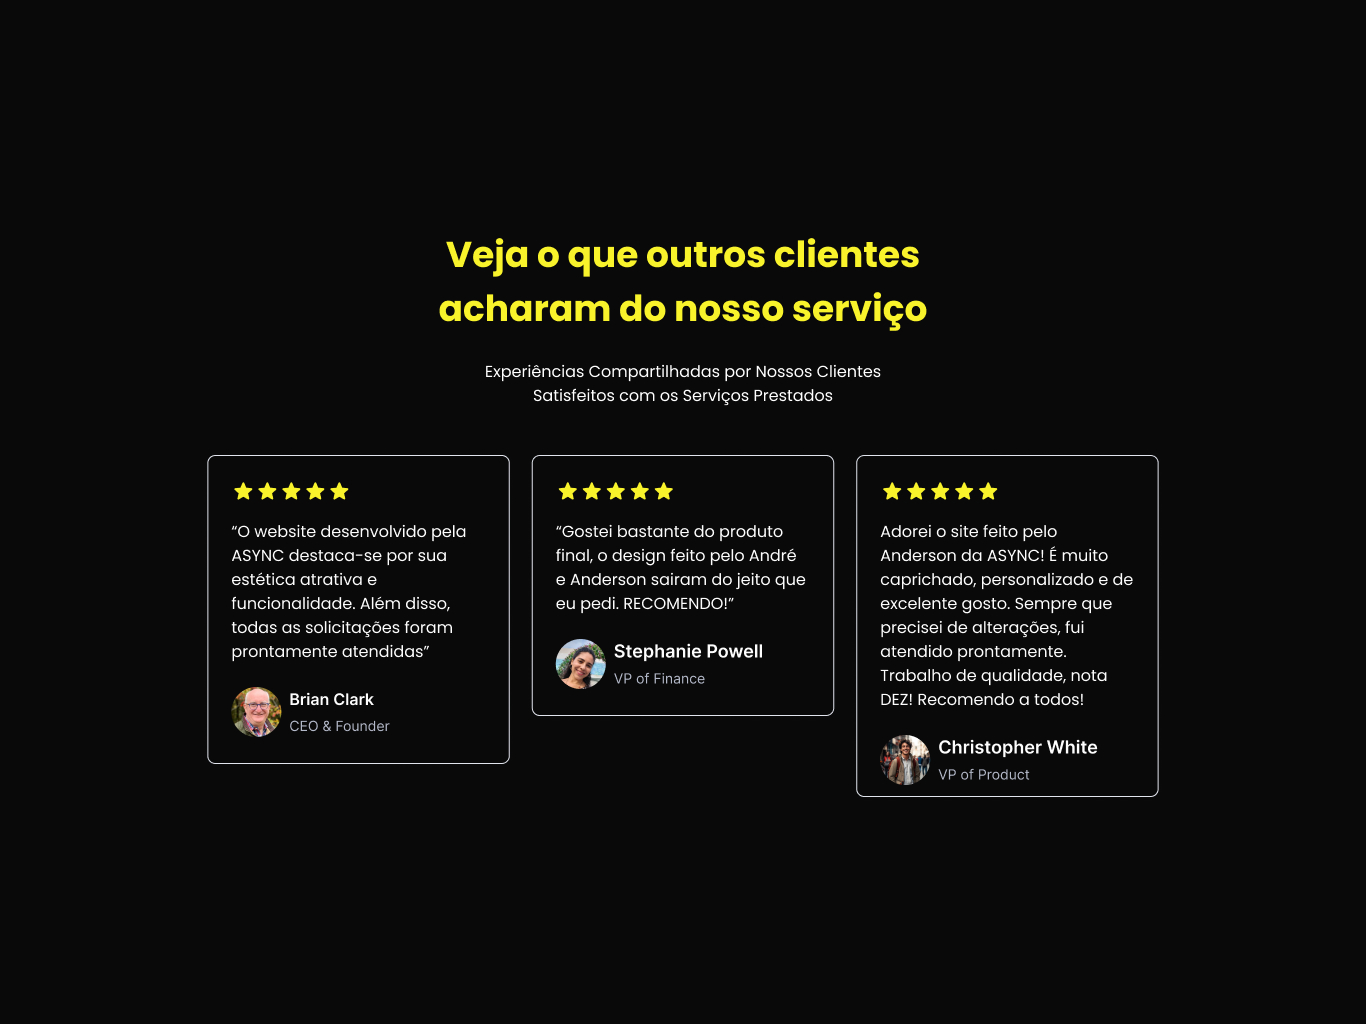 Veja o que outros clientes
acharam do nosso serviço
Experiências Compartilhadas por Nossos Clientes
Satisfeitos com os Serviços Prestados
“O website desenvolvido pela
ASYNC destaca-se por sua
estética atrativa e
funcionalidade. Além disso,
todas as solicitações foram
prontamente atendidas”
Brian Clark
CEO & Founder
“Gostei bastante do produto
final, o design feito pelo André
e Anderson sairam do jeito que
eu pedi. RECOMENDO!”
Stephanie Powell
VP of Finance
Adorei o site feito pelo
Anderson da ASYNC! É muito
caprichado, personalizado e de
excelente gosto. Sempre que
precisei de alterações, fui
atendido prontamente.
Trabalho de qualidade, nota
DEZ! Recomendo a todos!
Christopher White
VP of Product